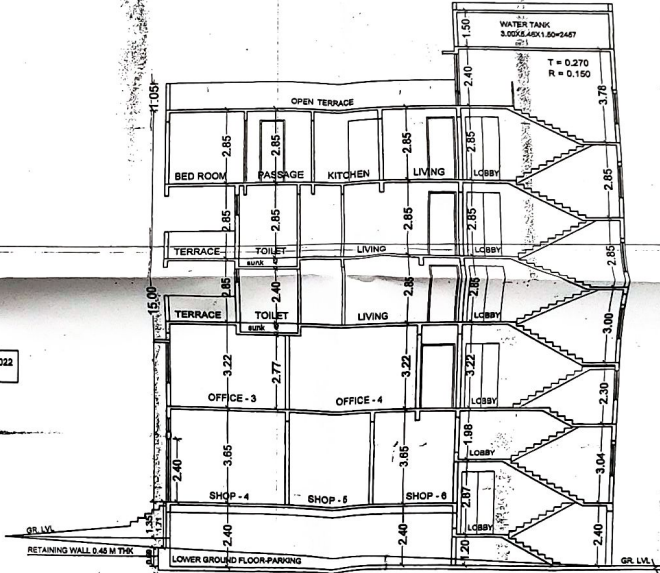 1.50
WATER TANK
3.00X5.46X1.50=2457
T = 0.270
R = 0.150
2.40
3.78
1.05
OPEN TERRACE
2.85 2.85 2.85 2.85
BED ROOM PASSAGE KITCHEN LIVING LOBBY
2.85
2.85 2.85 2.85 2.85
TERRACE TOILET LIVING LOBBY
sunk
2.85
15.00
2.85 2.40 2.85 2.85
TERRACE TOILET LIVING LOBBY
sunk
3.00
022
3.22 2.77 3.22 3.22
OFFICE - 3 OFFICE - 4 LOBBY
2.30
2.40 3.65 3.65 1.98
LOBBY
3.04
SHOP - 4 SHOP - 5 SHOP - 6
2.87
LOBBY
1.35 1.71
GR. LVL
2.40 2.40 1.20 2.40
RETAINING WALL 0.45 M THK
LOWER GROUND FLOOR-PARKING
GR. LVL